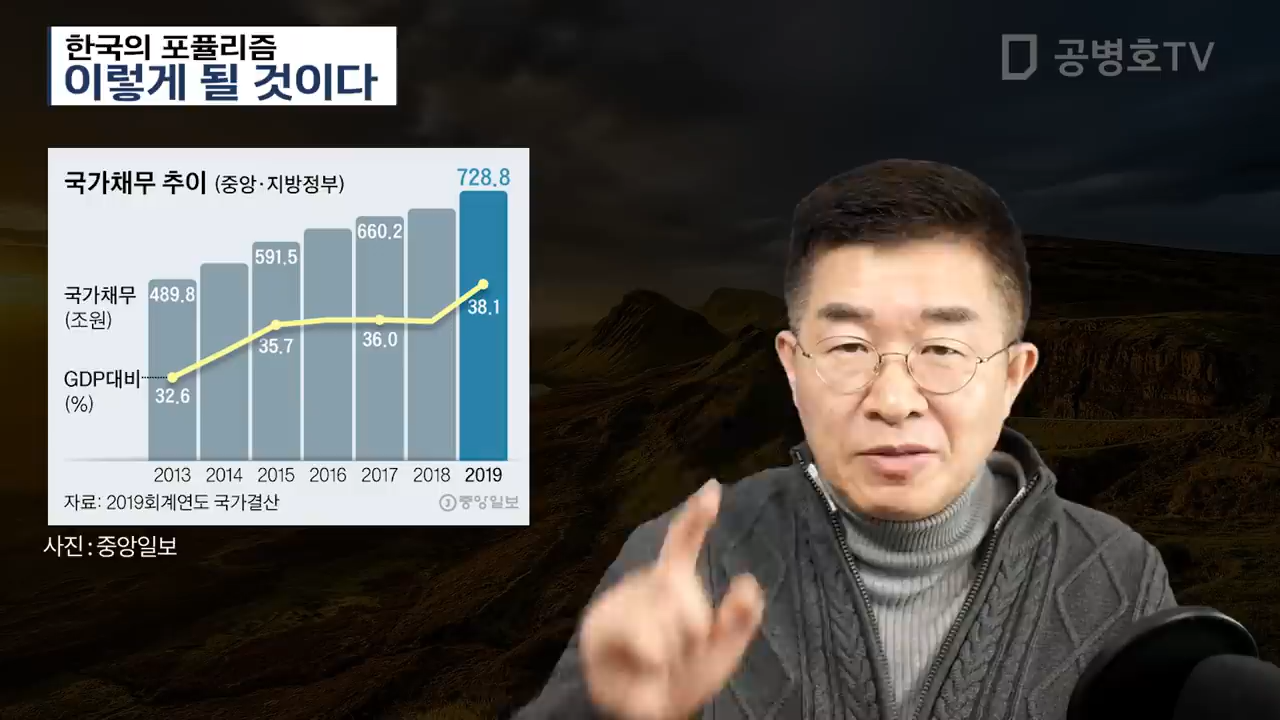 한국의 포퓰리즘
이렇게 될 것이다
공병호TV
국가채무 추이 (중앙·지방정부)
728.8
660.2
591.5
국가채무
(조원)
489.8
38.1
35.7
36.0
GDP대비
(%)
32.6
2013 2014 2015 2016 2017 2018 2019
자료: 2019회계연도 국가결산
중앙일보
사진 : 중앙일보